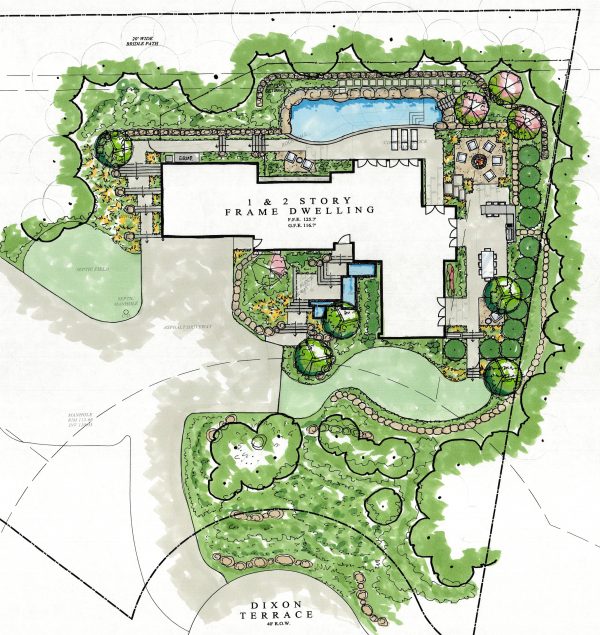 20' WIDE
BRIDLE PATH
EQUIP.
1 & 2 STORY
FRAME DWELLING
F.F.E. 125.7'
G.F.E. 116.7'
SEPTIC FIELD
SEPTIC
MANHOLE
ASPHALT DRIVEWAY
MANHOLE
DIXON
TERRACE
40' R.O.W.